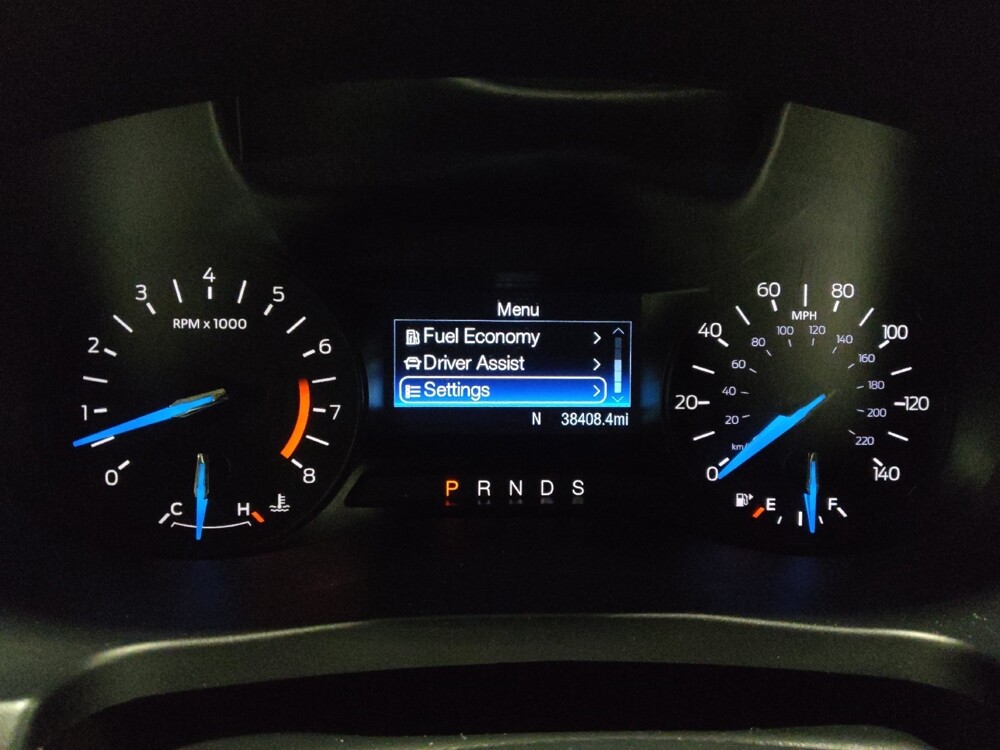 Menu
Fuel Economy
Driver Assist
Settings
N 38408.4mi
P R N D S
0 1 2 3 4 5 6 7 8
RPM x 1000
C H
0 20 40 60 80 100 120 140
MPH
20 40 60 80 100 120 140 160 180 200 220
km/
E F